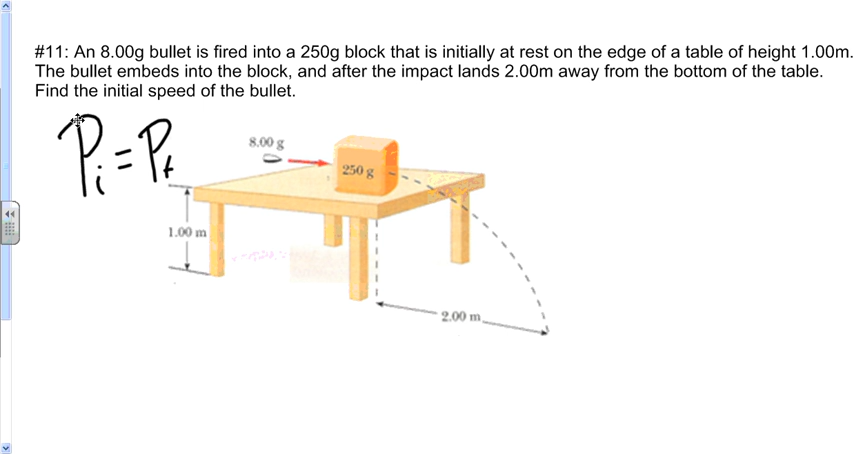 #11: An 8.00g bullet is fired into a 250g block that is initially at rest on the edge of a table of height 1.00m.
The bullet embeds into the block, and after the impact lands 2.00m away from the bottom of the table.
Find the initial speed of the bullet.
Pi = Pf
8.00 g
250 g
1.00 m
2.00 m